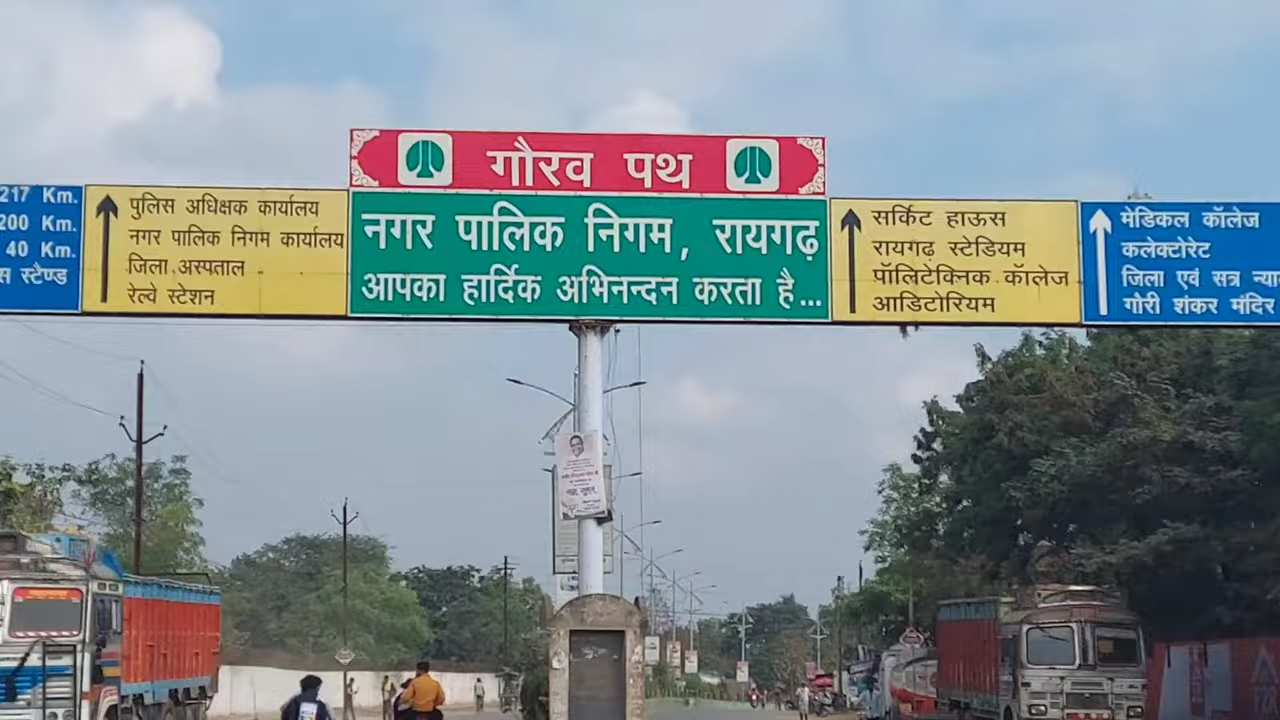 गौरव पथ
217 Km.
200 Km.
40 Km.
स्टैण्ड
पुलिस अधिक्षक कार्यालय
नगर पालिक निगम कार्यालय
जिला अस्पताल
रेल्वे स्टेशन
नगर पालिक निगम, रायगढ़
आपका हार्दिक अभिनन्दन करता है...
सर्किट हाऊस
रायगढ़ स्टेडियम
पॉलिटेक्निक कॉलेज
आडिटोरियम
मेडिकल कॉलेज
कलेक्टोरेट
जिला एवं सत्र
गौरी शंकर मंदिर